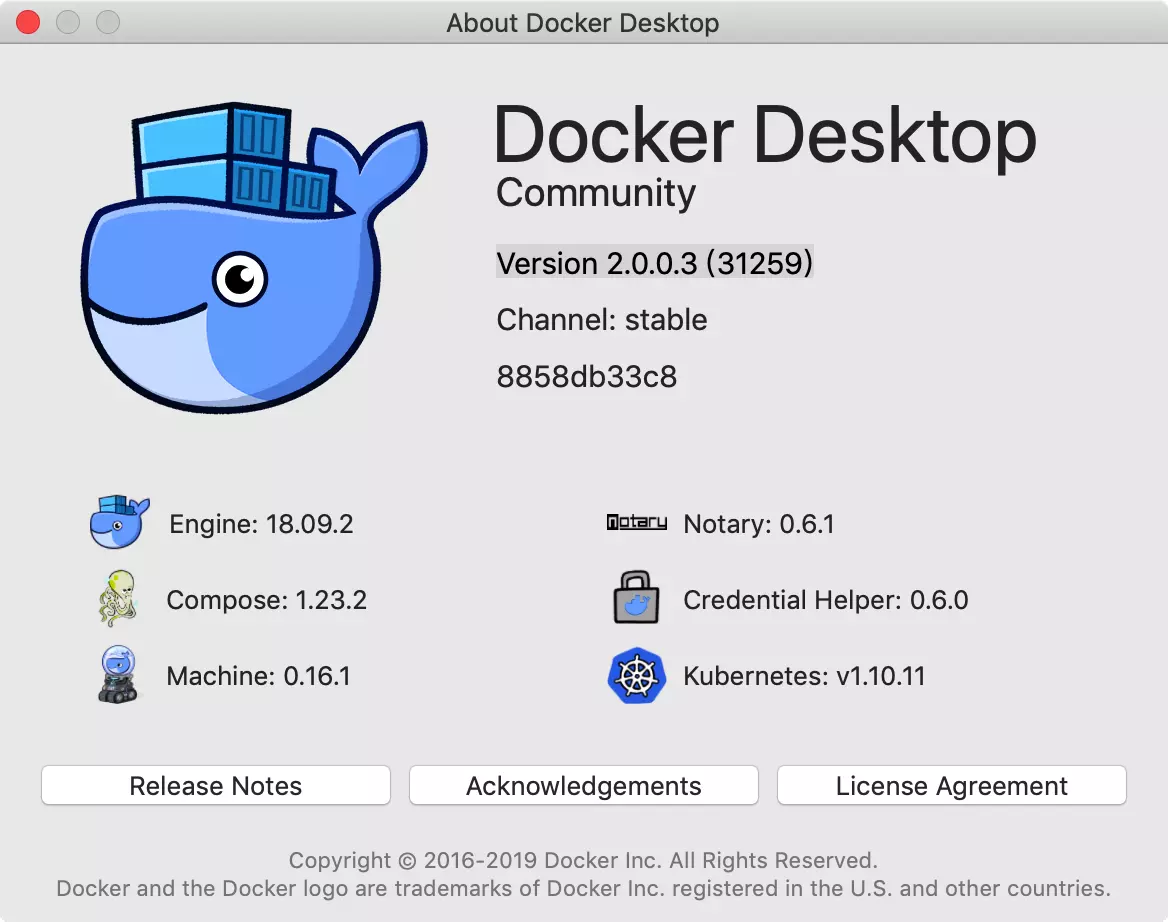 About Docker Desktop
Docker Desktop
Community
Version 2.0.0.3 (31259)
Channel: stable
8858db33c8
Engine: 18.09.2
notary Notary: 0.6.1
Compose: 1.23.2
Credential Helper: 0.6.0
Machine: 0.16.1
Kubernetes: v1.10.11
Release Notes
Acknowledgements
License Agreement
Copyright © 2016-2019 Docker Inc. All Rights Reserved.
Docker and the Docker logo are trademarks of Docker Inc. registered in the U.S. and other countries.